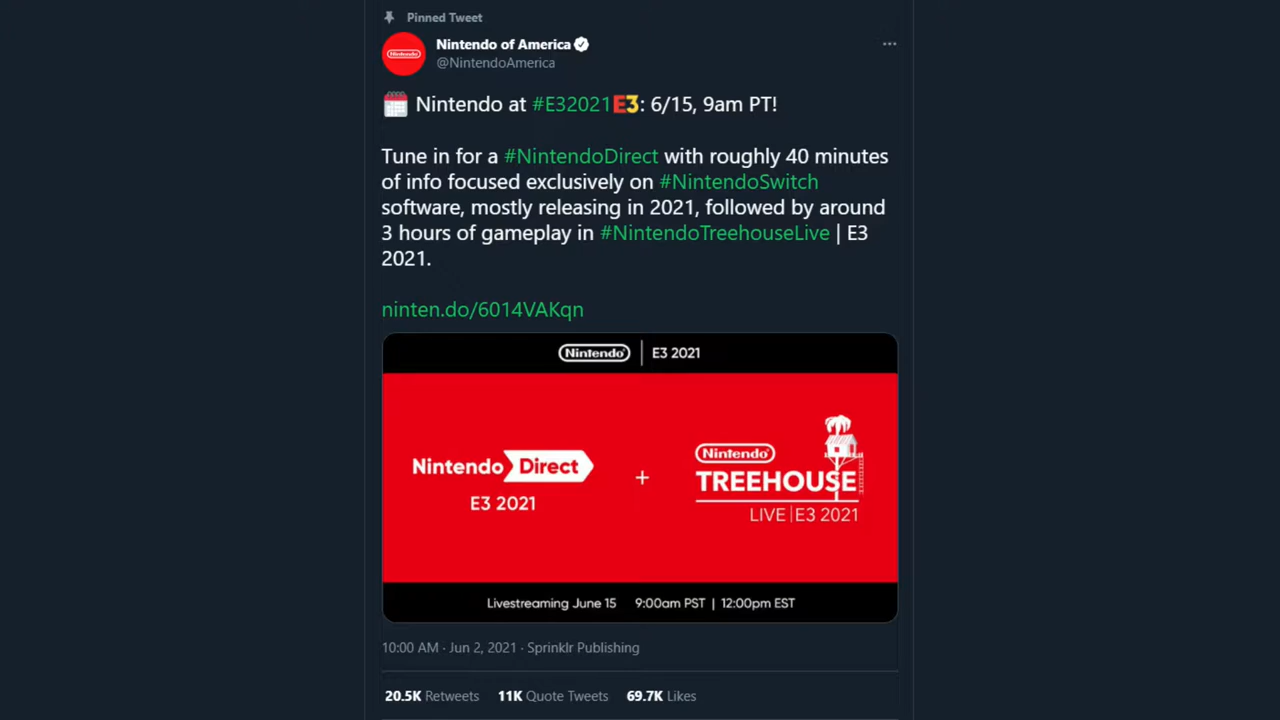 Pinned Tweet
Nintendo
Nintendo of America
@NintendoAmerica
Nintendo at #E32021 E3: 6/15, 9am PT!
Tune in for a #NintendoDirect with roughly 40 minutes
of info focused exclusively on #NintendoSwitch
software, mostly releasing in 2021, followed by around
3 hours of gameplay in #NintendoTreehouseLive | E3
2021.
ninten.do/6014VAKqn
Nintendo | E3 2021
Nintendo Direct
E3 2021
+
Nintendo
TREEHOUSE
LIVE | E3 2021
Livestreaming June 15 9:00am PST | 12:00pm EST
10:00 AM · Jun 2, 2021 · Sprinklr Publishing
20.5K Retweets 11K Quote Tweets 69.7K Likes